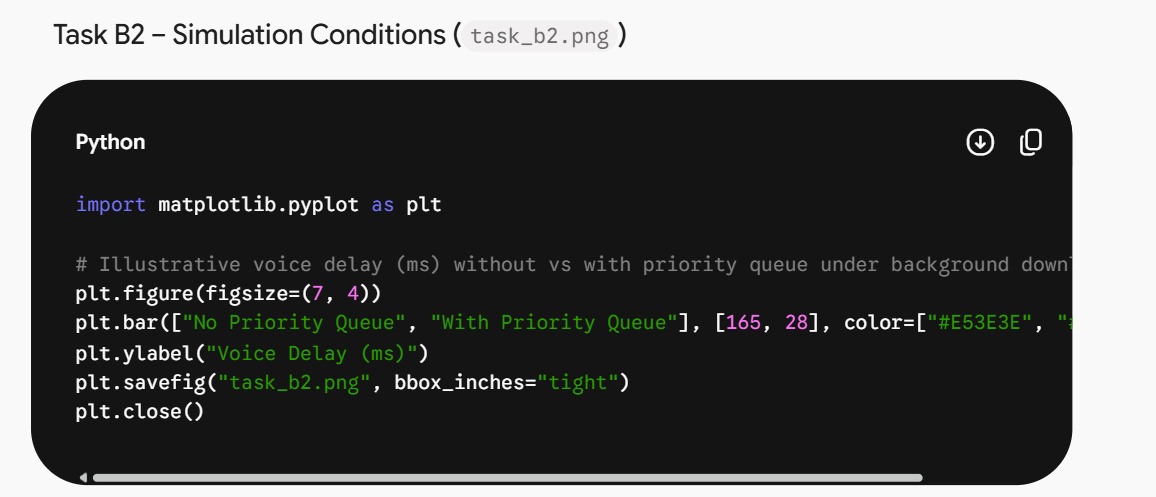 Task B2 – Simulation Conditions ( task_b2.png )
Python
import matplotlib.pyplot as plt
# Illustrative voice delay (ms) without vs with priority queue under background
plt.figure(figsize=(7, 4))
plt.bar(["No Priority Queue", "With Priority Queue"], [165, 28], color=["#E53E3E", "
plt.ylabel("Voice Delay (ms)")
plt.savefig("task_b2.png", bbox_inches="tight")
plt.close()